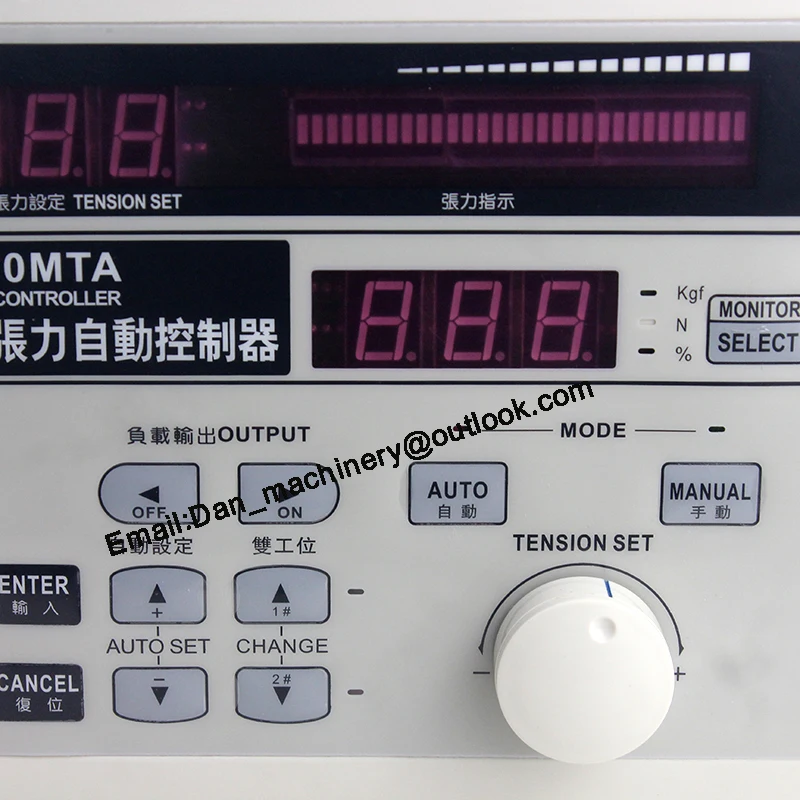 88
張力設定 TENSION SET
張力指示
0MTA
CONTROLLER
張力自動控制器
888
Kgf
N
%
MONITOR
SELECT
負載輸出OUTPUT
MODE
OFF
ON
AUTO
自動
MANUAL
手動
Email:Dan_machinery@outlook.com
自動設定
雙工位
TENSION SET
ENTER
輸入
+
1#
AUTO SET
CHANGE
- +
CANCEL
復位
-
2#